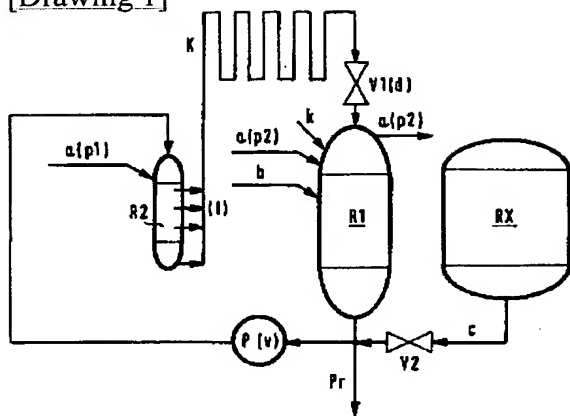 [Drawing 1]
K
V1(d)
k
a(p2)
a(p2)
a(p1)
b
R2
(l)
R1
RX
P(v)
V2
c
Pr